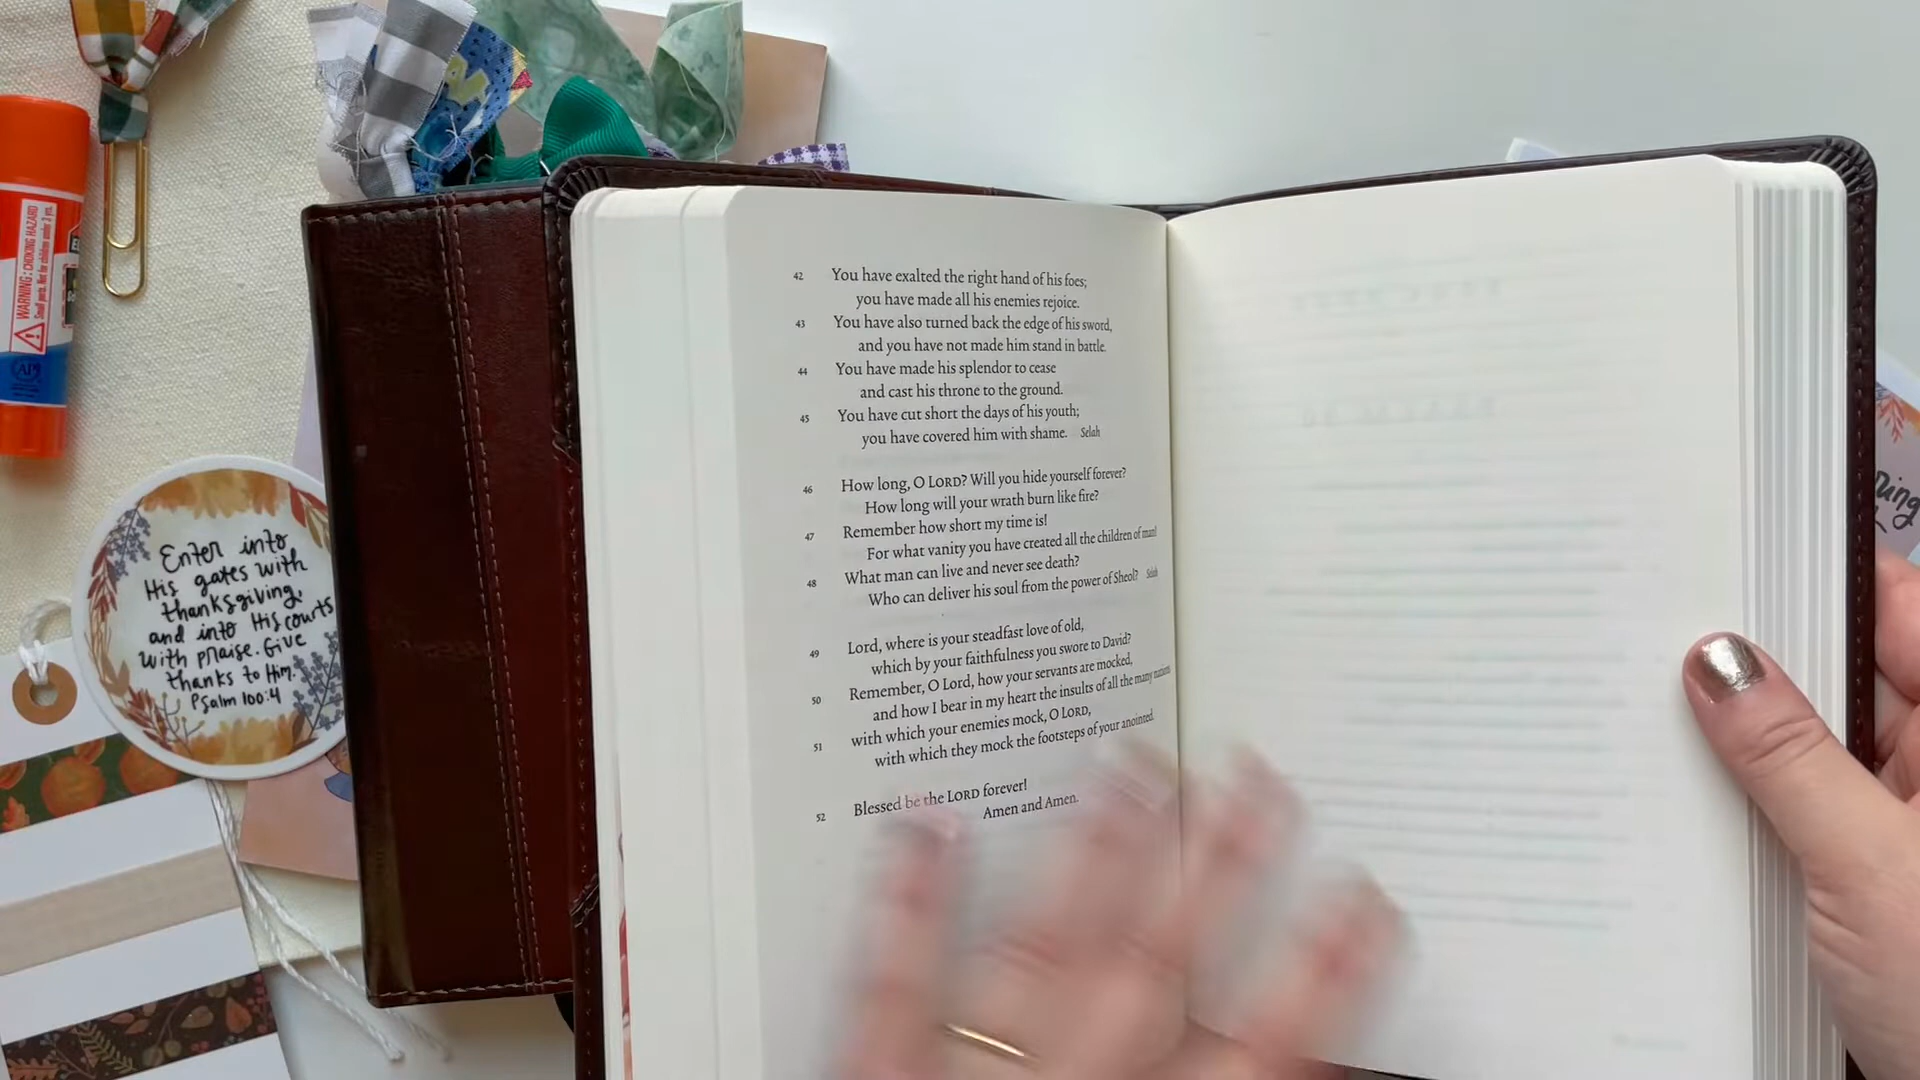 WARNING: CHOKING HAZARD
Small parts. Not for children under 3 yrs.
AP
Enter into
His gates with
thanksgiving,
and into His courts
with praise. Give
thanks to Him.
Psalm 100:4
42 You have exalted the right hand of his foes;
you have made all his enemies rejoice.
43 You have also turned back the edge of his sword,
and you have not made him stand in battle.
44 You have made his splendor to cease
and cast his throne to the ground.
45 You have cut short the days of his youth;
you have covered him with shame. Selah
46 How long, O LORD? Will you hide yourself forever?
How long will your wrath burn like fire?
47 Remember how short my time is!
For what vanity you have created all the children of man!
48 What man can live and never see death?
Who can deliver his soul from the power of Sheol? Selah
49 Lord, where is your steadfast love of old,
which by your faithfulness you swore to David?
50 Remember, O Lord, how your servants are mocked,
and how I bear in my heart the insults of all the many nations
51 with which your enemies mock, O LORD,
with which they mock the footsteps of your anointed.
52 Blessed be the LORD forever!
Amen and Amen.